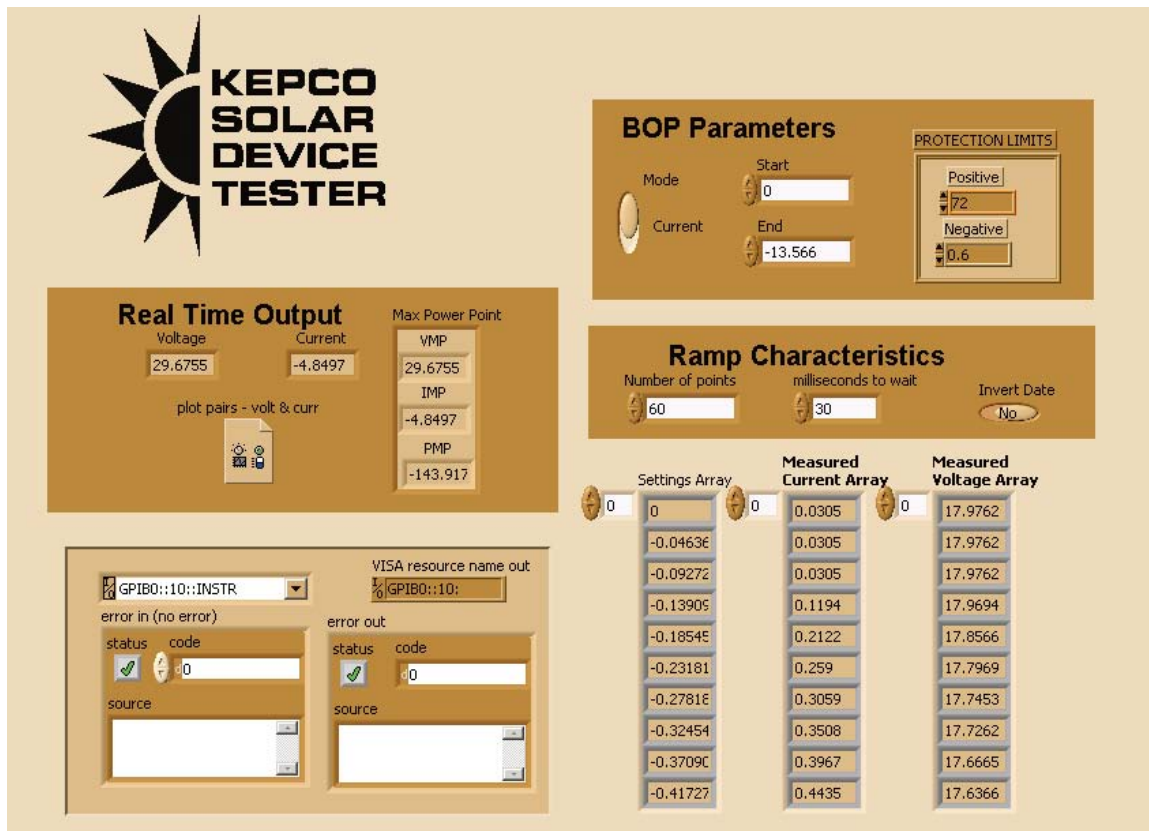 KEPCO
SOLAR
DEVICE
TESTER
BOP Parameters
Mode
Current
Start
0
End
-13.566
PROTECTION LIMITS
Positive
72
Negative
0.6
Real Time Output
Voltage
29.6755
Current
-4.8497
plot pairs - volt & curr
Max Power Point
VMP
29.6755
IMP
-4.8497
PMP
-143.917
Ramp Characteristics
Number of points
60
milliseconds to wait
30
Invert Date
No
GPIB0::10::INSTR
VISA resource name out
GPIB0::10:
error in (no error)
status code
d0
source
error out
status code
d0
source
Settings Array
Measured
Current Array
Measured
Voltage Array
0 0 0 0.0305 0 17.9762
-0.04636 0.0305 17.9762
-0.09272 0.0305 17.9762
-0.13909 0.1194 17.9694
-0.18545 0.2122 17.8566
-0.23181 0.259 17.7969
-0.27818 0.3059 17.7453
-0.32454 0.3508 17.7262
-0.37090 0.3967 17.6665
-0.41727 0.4435 17.6366